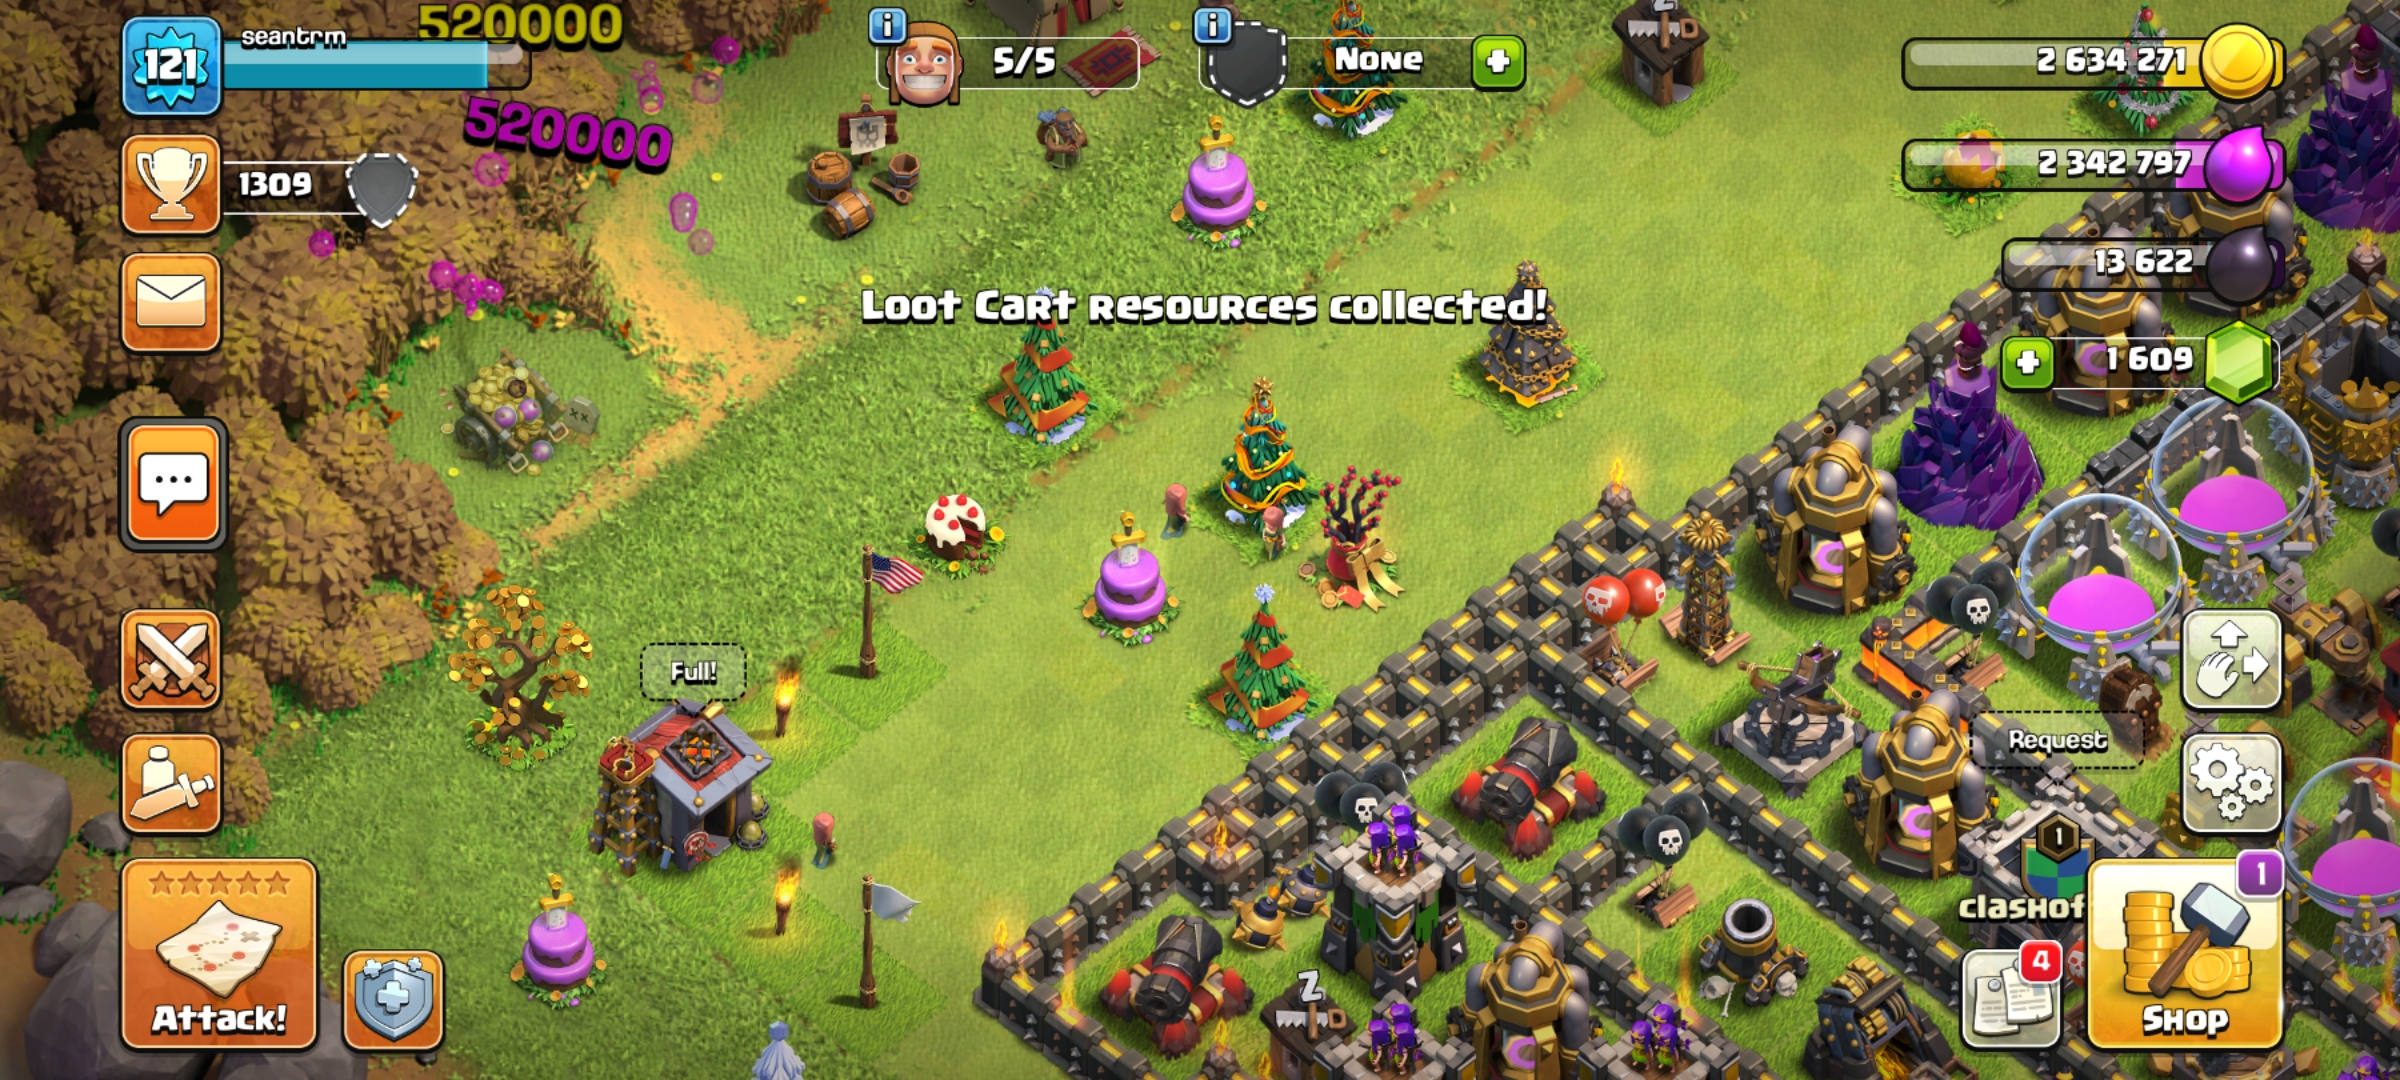 121
seantrm
520000
5/5
None
2 634 271
520000
1309
2 342 797
13 622
Loot Cart resources collected!
1 609
Full!
Request
1
clashof
1
4
Attack!
Shop
Z
Z